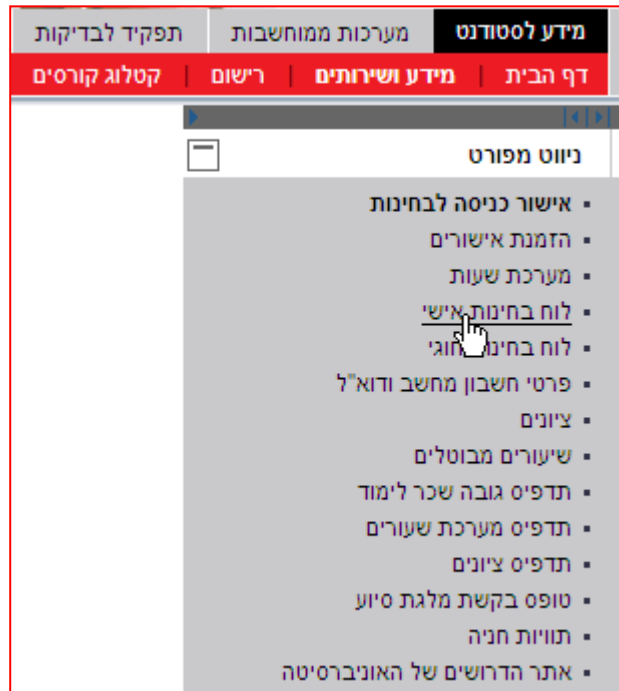 מידע לסטודנט מערכות ממוחשבות תפקיד לבדיקות
דף הבית | מידע ושירותים | רישום | קטלוג קורסים
ניווט מפורט
אישור כניסה לבחינות
הזמנת אישורים
מערכת שעות
לוח בחינות אישי
לוח בחינות חוגי
פרטי חשבון מחשב ודוא"ל
ציונים
שיעורים מבוטלים
תדפיס גובה שכר לימוד
תדפיס מערכת שעורים
תדפיס ציונים
טופס בקשת מלגת סיוע
תוויות חניה
אתר הדרושים של האוניברסיטה